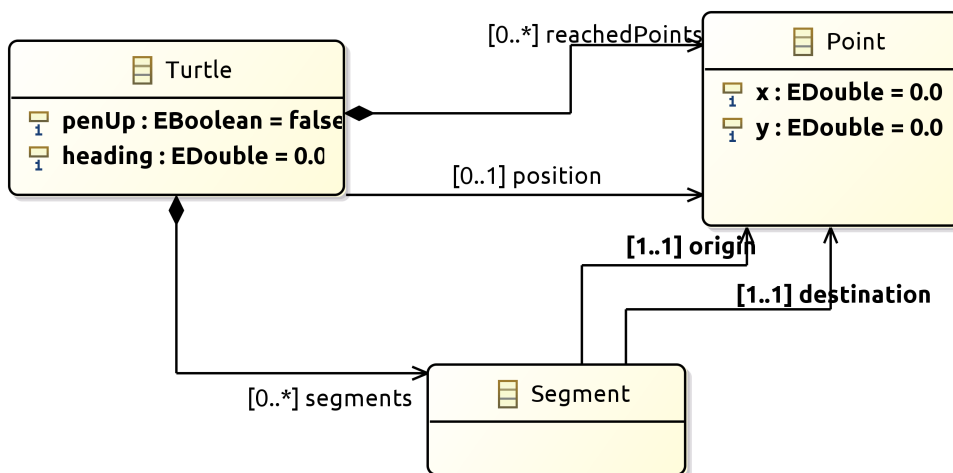 Turtle
penUp : EBoolean = false
heading : EDouble = 0.0
[0..*] reachedPoints
Point
x : EDouble = 0.0
y : EDouble = 0.0
[0..1] position
[1..1] origin
[1..1] destination
[0..*] segments
Segment